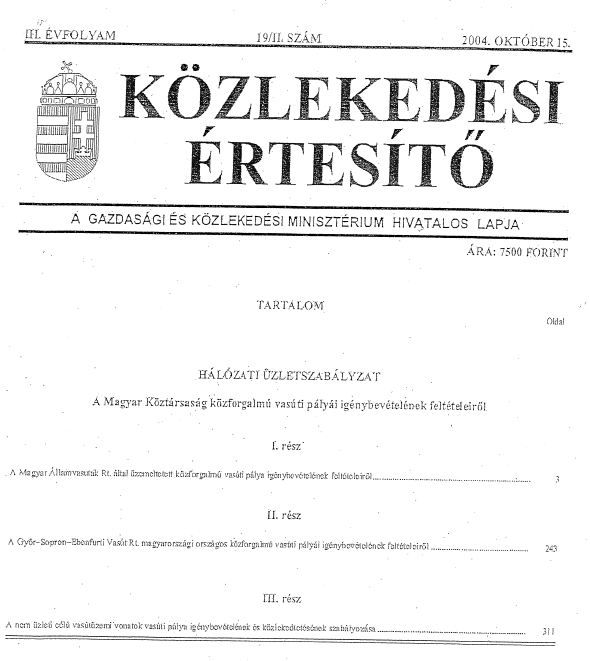 III. ÉVFOLYAM 19/II. SZÁM 2004. OKTÓBER 15.
KÖZLEKEDÉSI
ÉRTESÍTŐ
A GAZDASÁGI ÉS KÖZLEKEDÉSI MINISZTÉRIUM HIVATALOS LAPJA
ÁRA: 7500 FORINT
TARTALOM
Oldal
HÁLÓZATI ÜZLETSZABÁLYZAT
A Magyar Köztársaság közforgalmú vasúti pályái igénybevételének feltételeiről
I. rész
A Magyar Államvasutak Rt. által üzemeltetett közforgalmú vasúti pálya igénybevételének feltételeiről 3
II. rész
A Győr-Sopron-Ebenfurti Vasút Rt. magyarországi országos közforgalmú vasúti pályái igénybevételének feltételeiről 243
III. rész
A nem üzleti célú vasútüzemi vonatok vasúti pálya igénybevételének és közlekedtetésének szabályozása 311